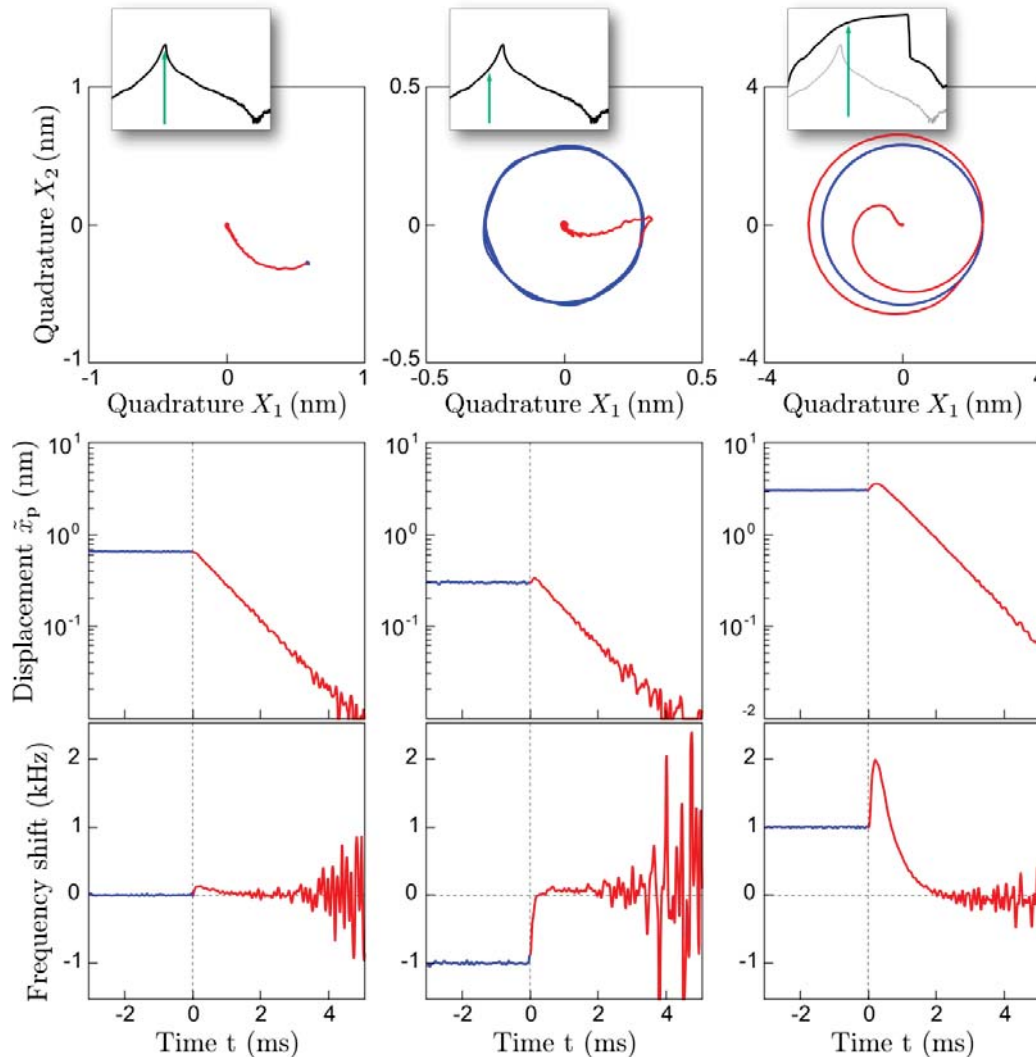 1
0
-1
Quadrature X₂ (nm)
-1 0 1
Quadrature X₁ (nm)
0.5
0
-0.5
-0.5 0 0.5
Quadrature X₁ (nm)
4
0
-4
-4 0 4
Quadrature X₁ (nm)
10¹
10⁰
10⁻¹
Displacement x̃ₚ (nm)
10¹
10⁰
10⁻¹
10¹
10⁰
10⁻¹
-2
2
1
0
-1
Frequency shift (kHz)
-2 0 2 4
Time t (ms)
2
1
0
-1
-2 0 2 4
Time t (ms)
2
1
0
-1
-2 0 2 4
Time t (ms)